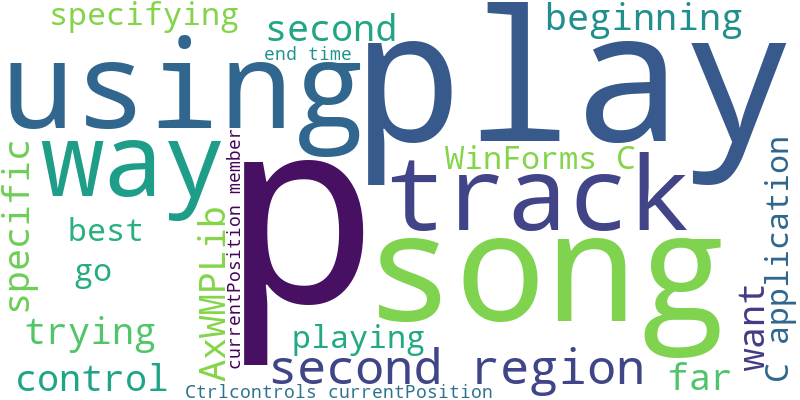 specifying
second
beginning
end time
using
play
way
p
track
WinForms C
song
specific
best
go
AxWMPLib
currentPosition member
C application
want
trying
playing
control
second region
far
Ctrlcontrols currentPosition